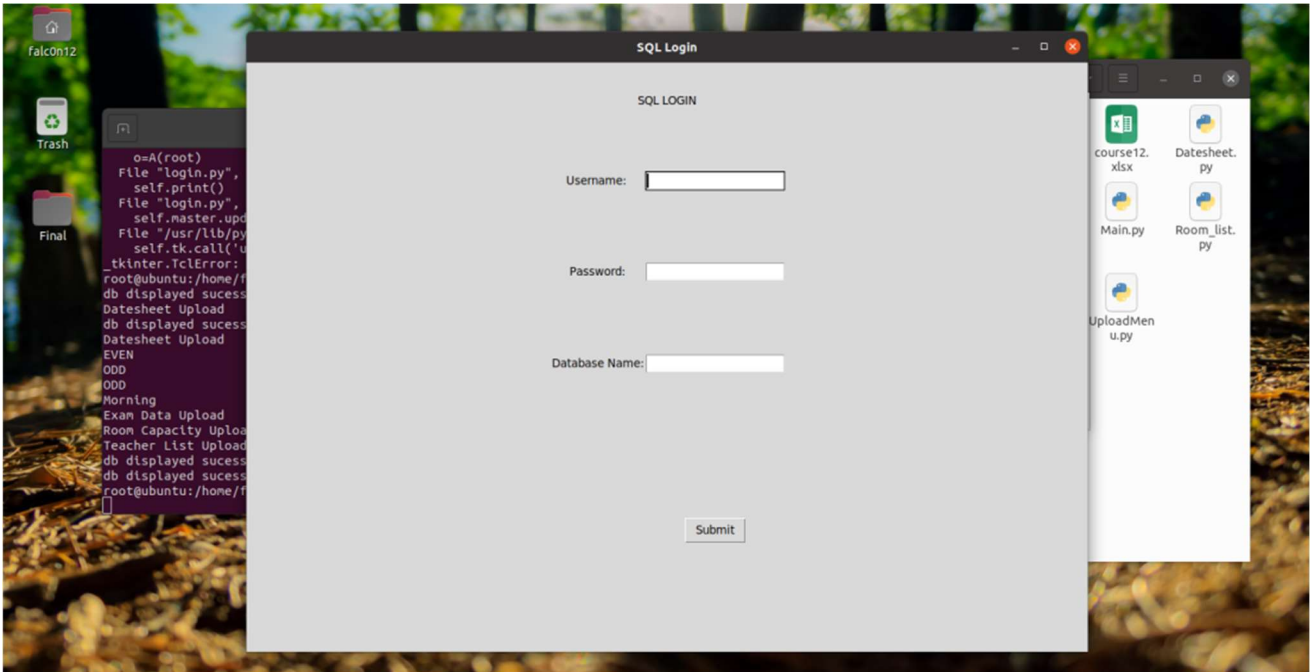 falc0n12
Trash
Final
o=A(root)
File "login.py",
self.print()
File "login.py",
self.master.upd
File "/usr/lib/py
self.tk.call('u
_tkinter.TclError:
root@ubuntu:/home/f
db displayed sucess
Datesheet Upload
db displayed sucess
Datesheet Upload
EVEN
ODD
ODD
Morning
Exam Data Upload
Room Capacity Uploa
Teacher List Upload
db displayed sucess
db displayed sucess
root@ubuntu:/home/f
SQL Login
SQL LOGIN
Username:
Password:
Database Name:
Submit
course12.
xlsx
Datesheet.
py
Main.py
Room_list.
py
UploadMen
u.py